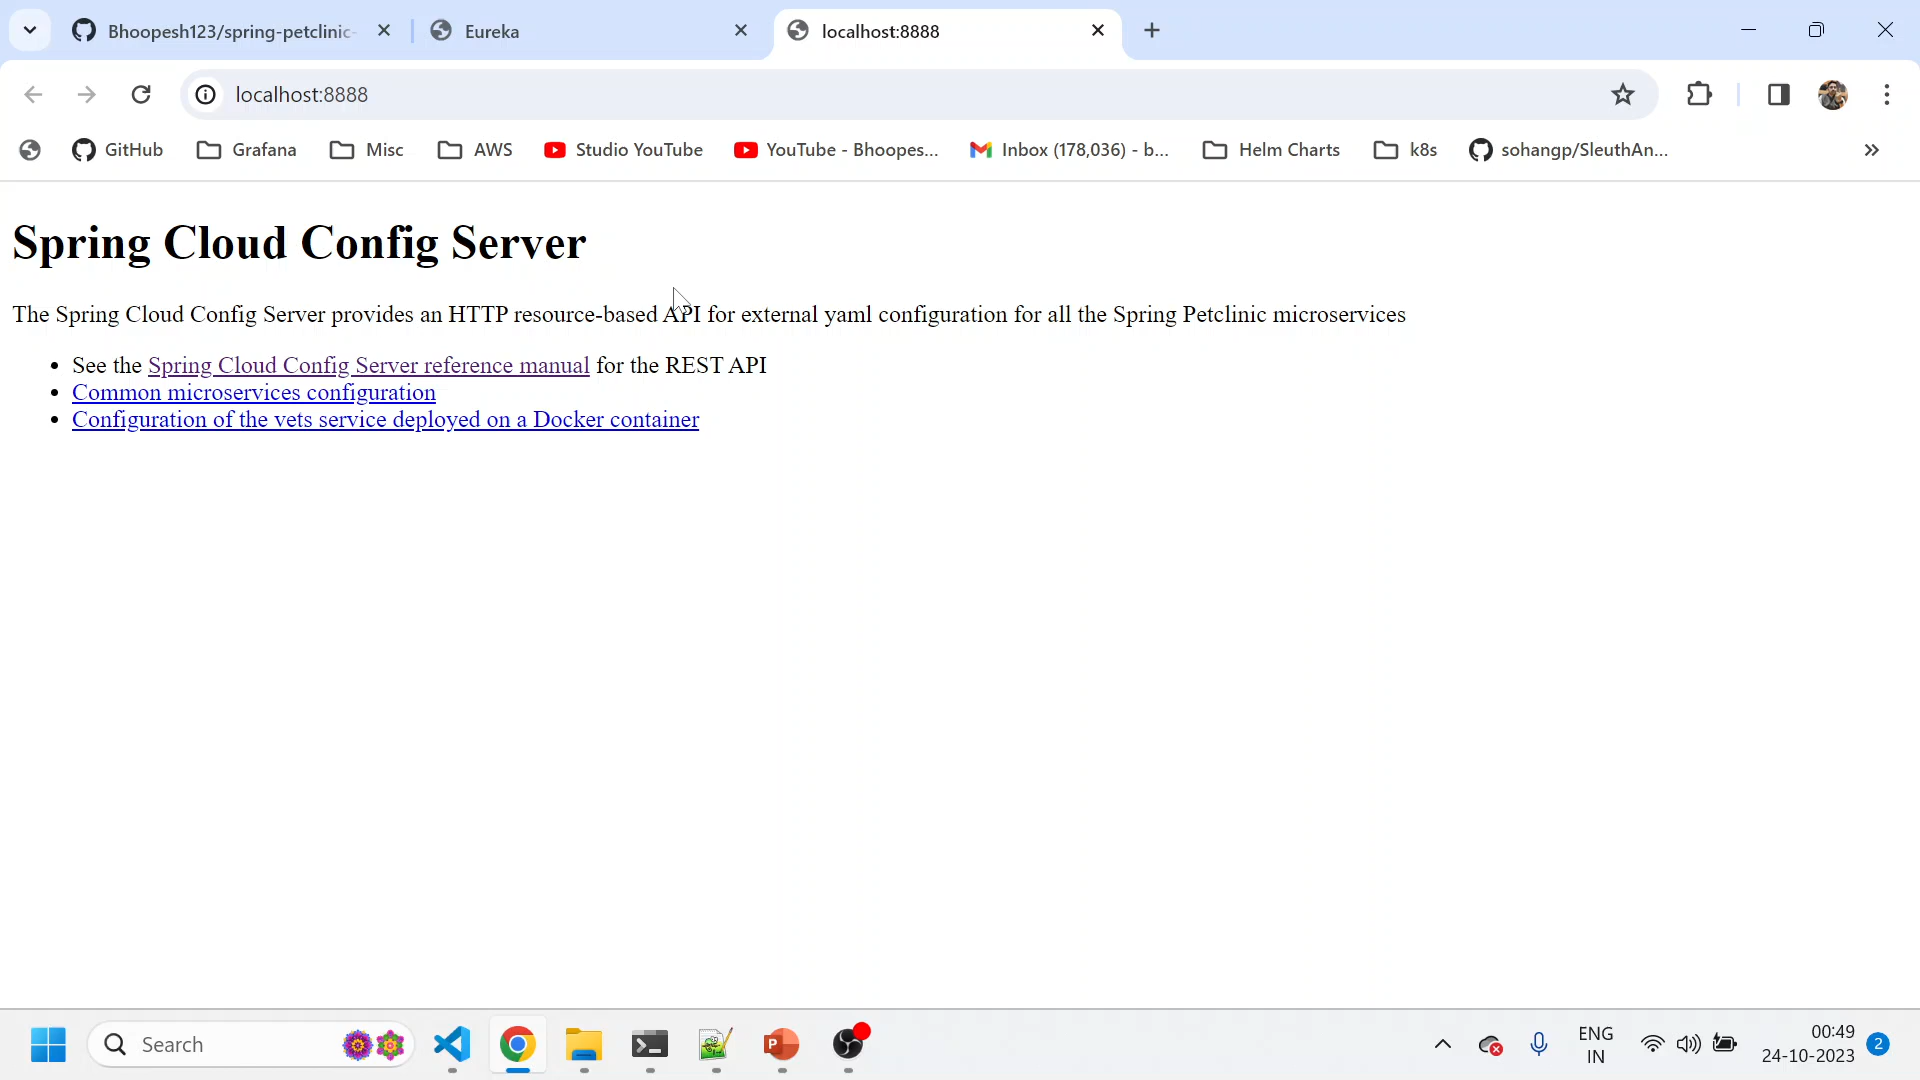 Bhoopesh123/spring-petclinic-
Eureka
localhost:8888
localhost:8888
GitHub
Grafana
Misc
AWS
Studio YouTube
YouTube - Bhoopes...
Inbox (178,036) - b...
Helm Charts
k8s
sohangp/SleuthAn...
Spring Cloud Config Server
The Spring Cloud Config Server provides an HTTP resource-based API for external yaml configuration for all the Spring Petclinic microservices
• See the Spring Cloud Config Server reference manual for the REST API
• Common microservices configuration
• Configuration of the vets service deployed on a Docker container
Search
P
ENG
IN
00:49
24-10-2023
2